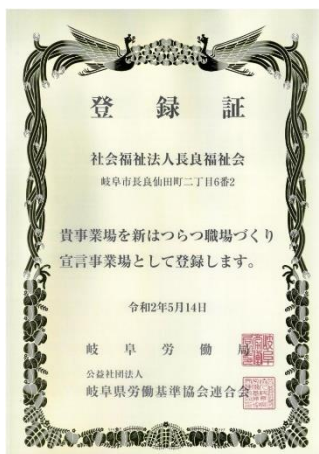 登録証
社会福祉法人長良福祉会
岐阜市長良仙田町二丁目6番2
貴事業場を新はつらつ職場づくり
宣言事業場として登録します。
令和2年5月14日
岐阜労働局
公益社団法人
岐阜県労働基準協会連合会